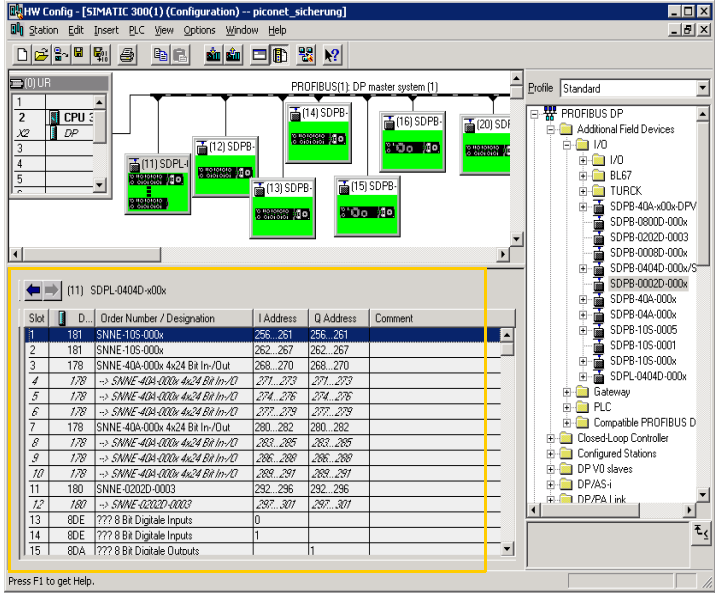 HW Config - [SIMATIC 300(1) (Configuration) -- piconet_sicherung]
Station Edit Insert PLC View Options Window Help
(0) UR
1
2 CPU 3
X2 DP
3
4
5
PROFIBUS(1): DP master system (1)
(14) SDPB-
(16) SDPB-
(20) SDP
(12) SDPB-
(11) SDPL-
(13) SDPB-
(15) SDPB-
Profile Standard
PROFIBUS DP
Additional Field Devices
I/O
I/O
BL67
TURCK
SDPB-40A-x00x-DPV
SDPB-0800D-000x
SDPB-0202D-0003
SDPB-0008D-000x
SDPB-0404D-000x/S
SDPB-0002D-000x
SDPB-40A-000x
SDPB-04A-000x
SDPB-10S-0005
SDPB-10S-0001
SDPB-10S-000x
SDPL-0404D-000x
Gateway
PLC
Compatible PROFIBUS D
Closed-Loop Controller
Configured Stations
DP V0 slaves
DP/AS-i
DP/PA Link
(11) SDPL-0404D-x00x
Slot D... Order Number / Designation I Address Q Address Comment
1 181 SNNE-10S-000x 256...261 256...261
2 181 SNNE-10S-000x 262...267 262...267
3 178 SNNE-40A-000x 4x24 Bit In-/Out 268...270 268...270
4 178 --> SNNE-40A-000x 4x24 Bit In-/O 271...273 271...273
5 178 --> SNNE-40A-000x 4x24 Bit In-/O 274...276 274...276
6 178 --> SNNE-40A-000x 4x24 Bit In-/O 277...279 277...279
7 178 SNNE-40A-000x 4x24 Bit In-/Out 280...282 280...282
8 178 --> SNNE-40A-000x 4x24 Bit In-/O 283...285 283...285
9 178 --> SNNE-40A-000x 4x24 Bit In-/O 286...288 286...288
10 178 --> SNNE-40A-000x 4x24 Bit In-/O 289...291 289...291
11 180 SNNE-0202D-0003 292...296 292...296
12 180 --> SNNE-0202D-0003 297...301 297...301
13 8DE ??? 8 Bit Digitale Inputs 0
14 8DE ??? 8 Bit Digitale Inputs 1
15 8DA ??? 8 Bit Digitale Outputs 1
Press F1 to get Help.